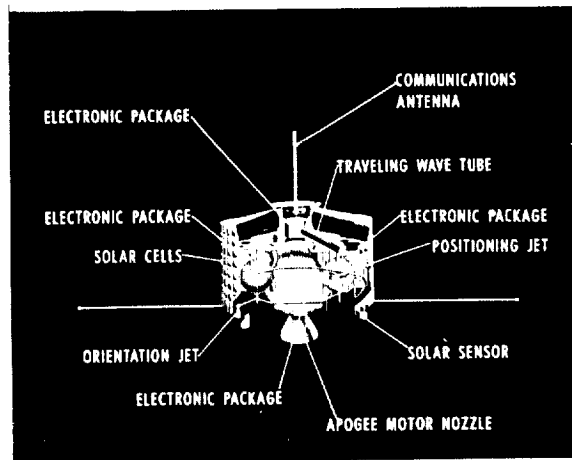 COMMUNICATIONS
ANTENNA
ELECTRONIC PACKAGE
TRAVELING WAVE TUBE
ELECTRONIC PACKAGE
ELECTRONIC PACKAGE
SOLAR CELLS
POSITIONING JET
ORIENTATION JET
SOLAR SENSOR
ELECTRONIC PACKAGE
APOGEE MOTOR NOZZLE